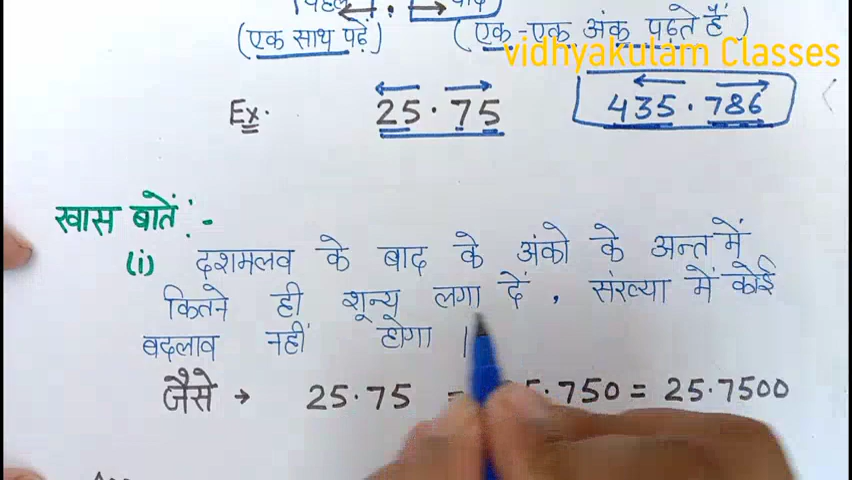 पहले ← . → बाद
(एक साथ पढ़ें) (एक-एक अंक पढ़ते हैं)
vidhyakulam Classes
Ex. 25.75 435.786
खास बातें :-
(i) दशमलव के बाद के अंको के अन्त में
कितने ही शून्य लगा दें , संख्या में कोई
बदलाव नहीं होगा ।
जैसे → 25.75 = .750 = 25.7500